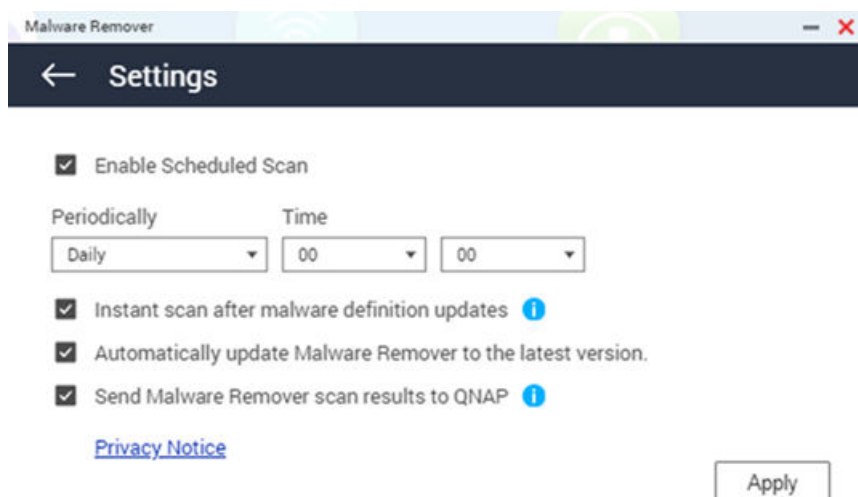 Malware Remover
Settings
Enable Scheduled Scan
Periodically Time
Daily 00 00
Instant scan after malware definition updates
Automatically update Malware Remover to the latest version.
Send Malware Remover scan results to QNAP
Privacy Notice
Apply